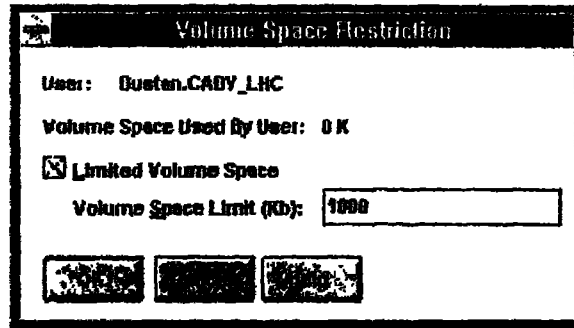 Volume Space Restriction
User: Dusten.CADY_LHC
Volume Space Used By User: 0 K
Limited Volume Space
Volume Space Limit (Kb): 1000